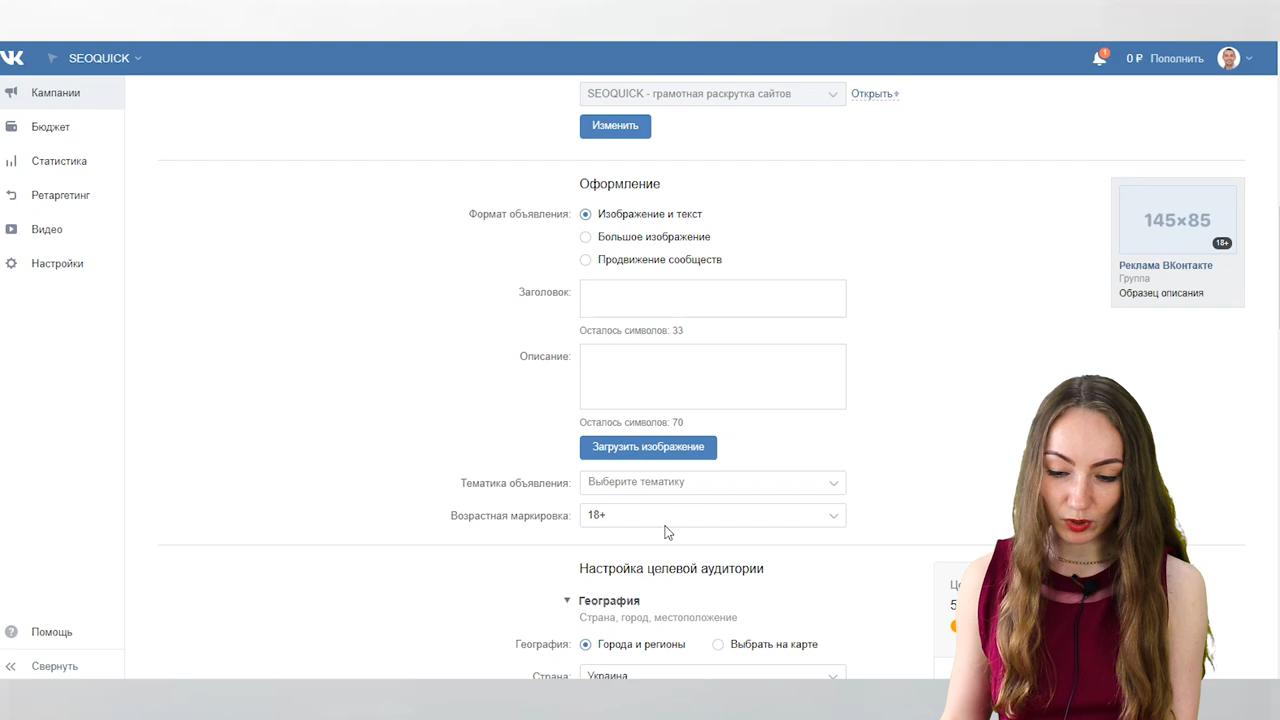 SEOQUICK
1
0 ₽ Пополнить
Кампании
Бюджет
Статистика
Ретаргетинг
Видео
Настройки
Помощь
Свернуть
SEOQUICK - грамотная раскрутка сайтов
Открыть+
Изменить
Оформление
Формат объявления:
Изображение и текст
Большое изображение
Продвижение сообществ
Заголовок:
Осталось символов: 33
Описание:
Осталось символов: 70
Загрузить изображение
Тематика объявления:
Выберите тематику
Возрастная маркировка:
18+
145×85
18+
Реклама ВКонтакте
Группа
Образец описания
Настройка целевой аудитории
География
Страна, город, местоположение
География:
Города и регионы
Выбрать на карте
Страна:
Украина